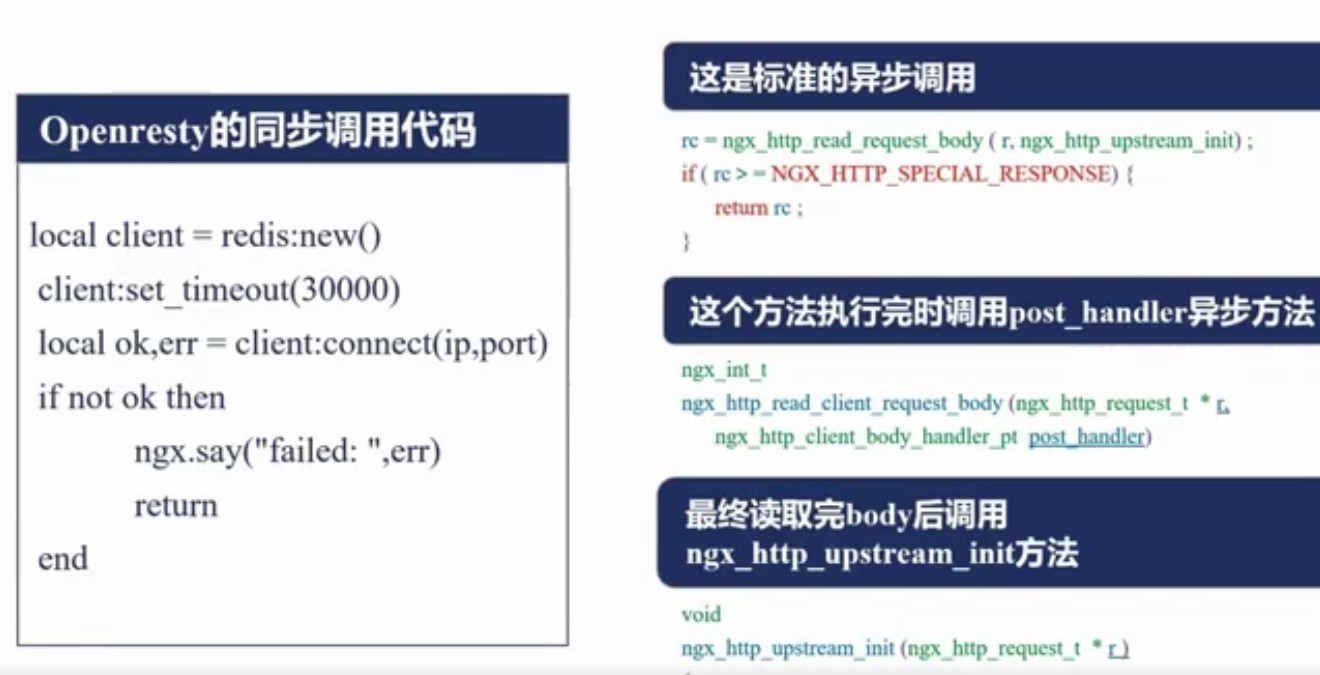 Openresty的同步调用代码
local client = redis:new()
client:set_timeout(30000)
local ok,err = client:connect(ip,port)
if not ok then
ngx.say("failed: ",err)
return
end
这是标准的异步调用
rc = ngx_http_read_request_body ( r, ngx_http_upstream_init) ;
if ( rc > = NGX_HTTP_SPECIAL_RESPONSE) {
return rc ;
}
这个方法执行完时调用post_handler异步方法
ngx_int_t
ngx_http_read_client_request_body (ngx_http_request_t * r,
ngx_http_client_body_handler_pt post_handler)
最终读取完body后调用
ngx_http_upstream_init方法
void
ngx_http_upstream_init (ngx_http_request_t * r )